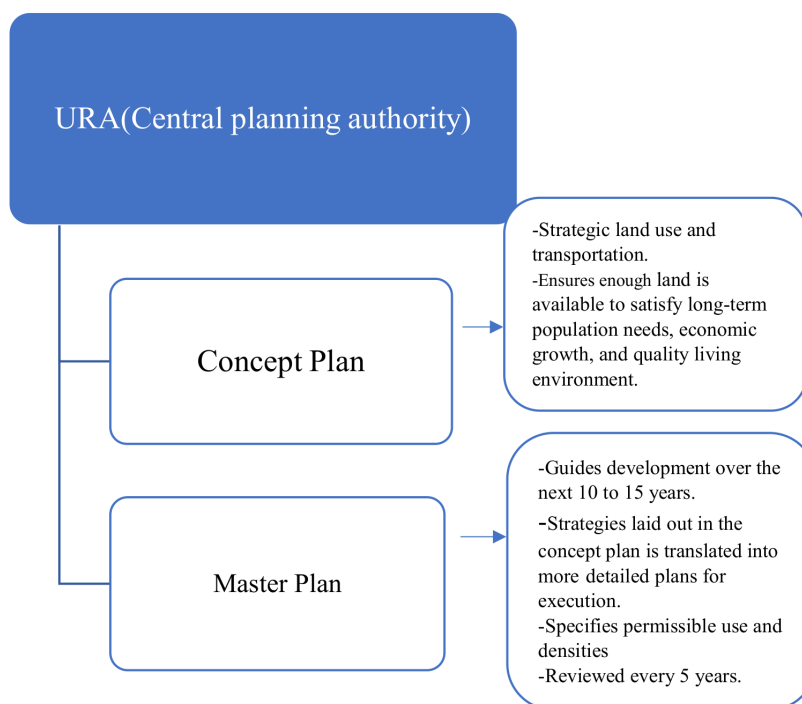 URA(Central planning authority)
-Strategic land use and
transportation.
-Ensures enough land is
available to satisfy long-term
population needs, economic
growth, and quality living
environment.
Concept Plan
-Guides development over the
next 10 to 15 years.
-Strategies laid out in the
concept plan is translated into
more detailed plans for
execution.
-Specifies permissible use and
densities
-Reviewed every 5 years.
Master Plan